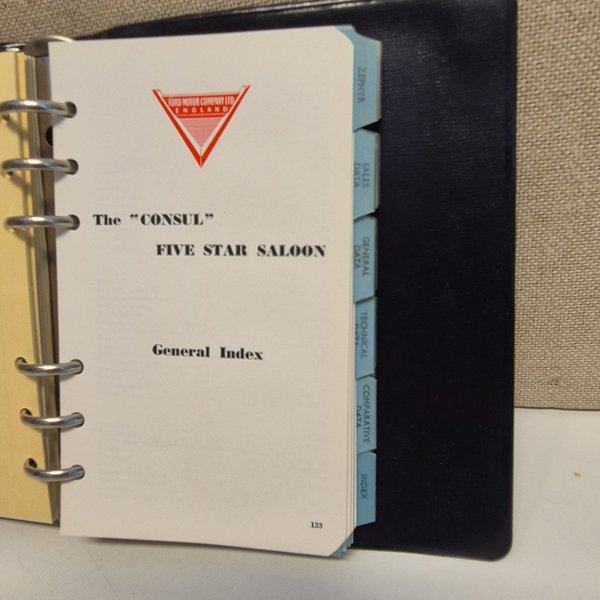 FORD MOTOR COMPANY LTD
ENGLAND
The "CONSUL"
FIVE STAR SALOON
General Index
133
ZEPHYR
SALES
DATA
GENERAL
DATA
TECHNICAL
DATA
COMPARATIVE
DATA
INDEX